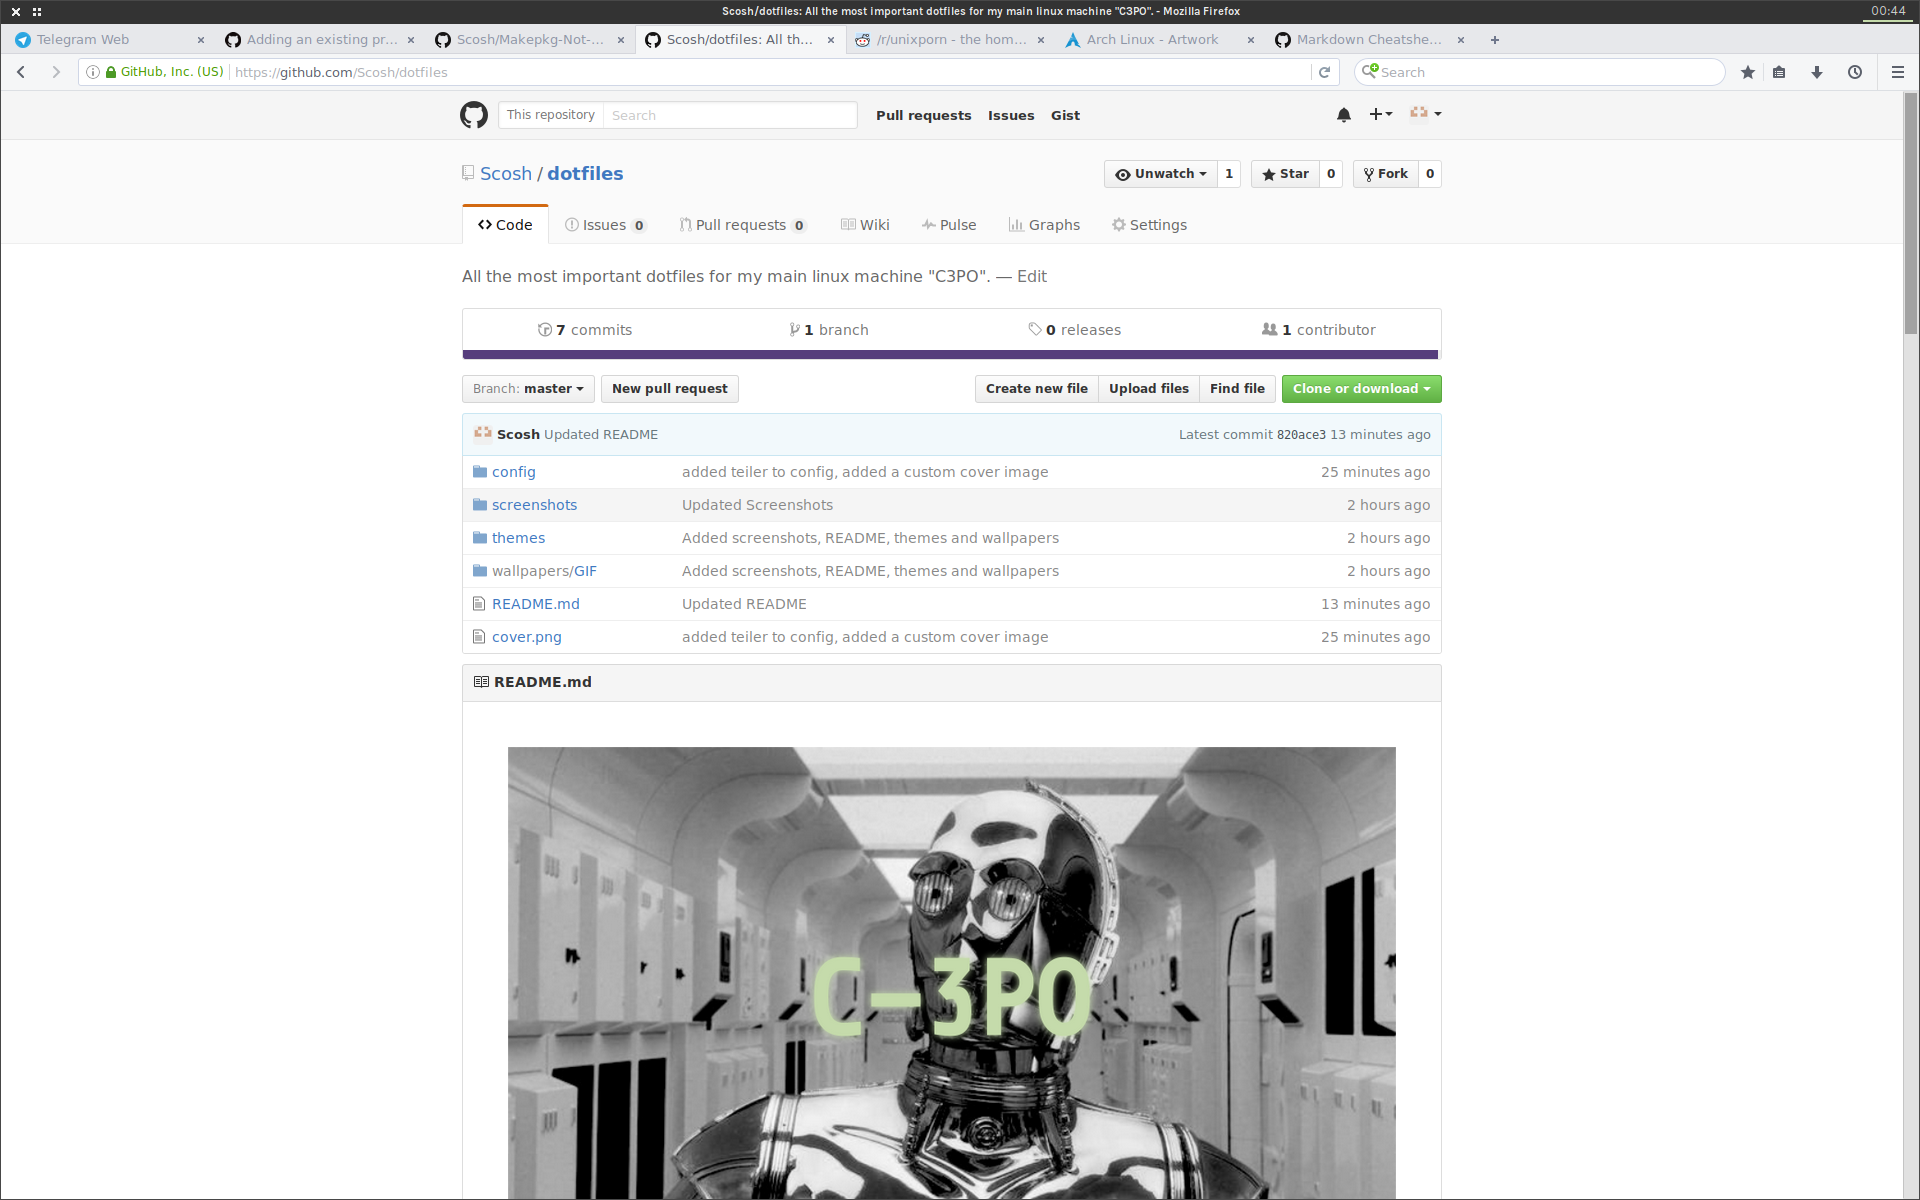 Scosh/dotfiles: All the most important dotfiles for my main linux machine "C3PO". - Mozilla Firefox
00:44
Telegram Web
Adding an existing pr...
Scosh/Makepkg-Not-...
Scosh/dotfiles: All th...
/r/unixporn - the hom...
Arch Linux - Artwork
Markdown Cheatshe...
GitHub, Inc. (US) https://github.com/Scosh/dotfiles
Search
This repository Search
Pull requests Issues Gist
Scosh / dotfiles
Unwatch 1
Star 0
Fork 0
Code
Issues 0
Pull requests 0
Wiki
Pulse
Graphs
Settings
All the most important dotfiles for my main linux machine "C3PO". — Edit
7 commits
1 branch
0 releases
1 contributor
Branch: master
New pull request
Create new file
Upload files
Find file
Clone or download
Scosh Updated README Latest commit 820ace3 13 minutes ago
config added teiler to config, added a custom cover image 25 minutes ago
screenshots Updated Screenshots 2 hours ago
themes Added screenshots, README, themes and wallpapers 2 hours ago
wallpapers/GIF Added screenshots, README, themes and wallpapers 2 hours ago
README.md Updated README 13 minutes ago
cover.png added teiler to config, added a custom cover image 25 minutes ago
README.md
C-3PO